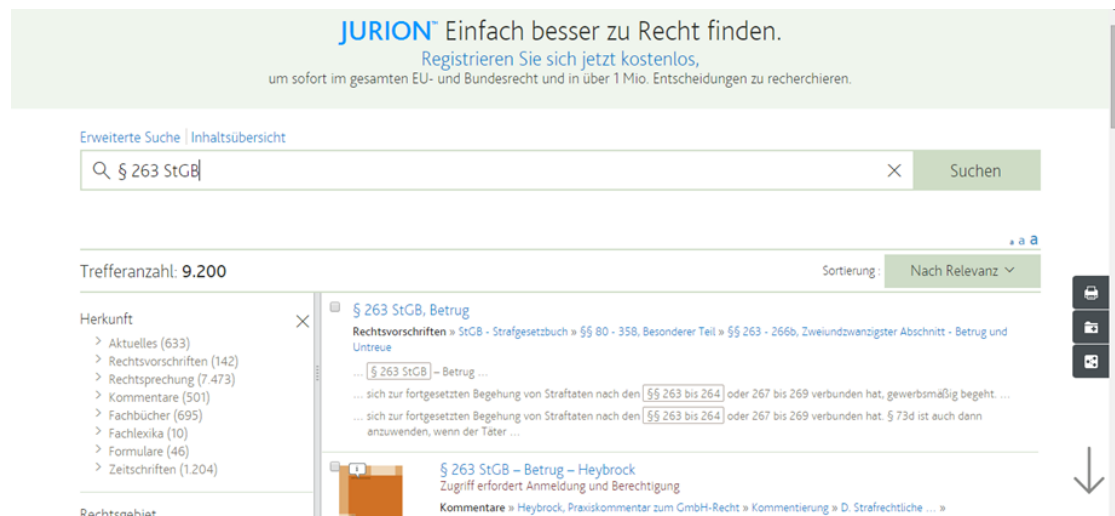 JURION™ Einfach besser zu Recht finden.
Registrieren Sie sich jetzt kostenlos,
um sofort im gesamten EU- und Bundesrecht und in über 1 Mio. Entscheidungen zu recherchieren.
Erweiterte Suche | Inhaltsübersicht
§ 263 StGB
Suchen
a a a
Trefferanzahl: 9.200
Sortierung :
Nach Relevanz
Herkunft
Aktuelles (633)
Rechtsvorschriften (142)
Rechtsprechung (7.473)
Kommentare (501)
Fachbücher (695)
Fachlexika (10)
Formulare (46)
Zeitschriften (1.204)
Rechtsgebiet
§ 263 StGB, Betrug
Rechtsvorschriften » StGB - Strafgesetzbuch » §§ 80 - 358, Besonderer Teil » §§ 263 - 266b, Zweiundzwanzigster Abschnitt - Betrug und
Untreue
... § 263 StGB – Betrug ...
... sich zur fortgesetzten Begehung von Straftaten nach den §§ 263 bis 264 oder 267 bis 269 verbunden hat, gewerbsmäßig begeht. ...
... sich zur fortgesetzten Begehung von Straftaten nach den §§ 263 bis 264 oder 267 bis 269 verbunden hat. § 73d ist auch dann
anzuwenden, wenn der Täter ...
§ 263 StGB – Betrug – Heybrock
Zugriff erfordert Anmeldung und Berechtigung
Kommentare » Heybrock, Praxiskommentar zum GmbH-Recht » Kommentierung » D. Strafrechtliche ... »